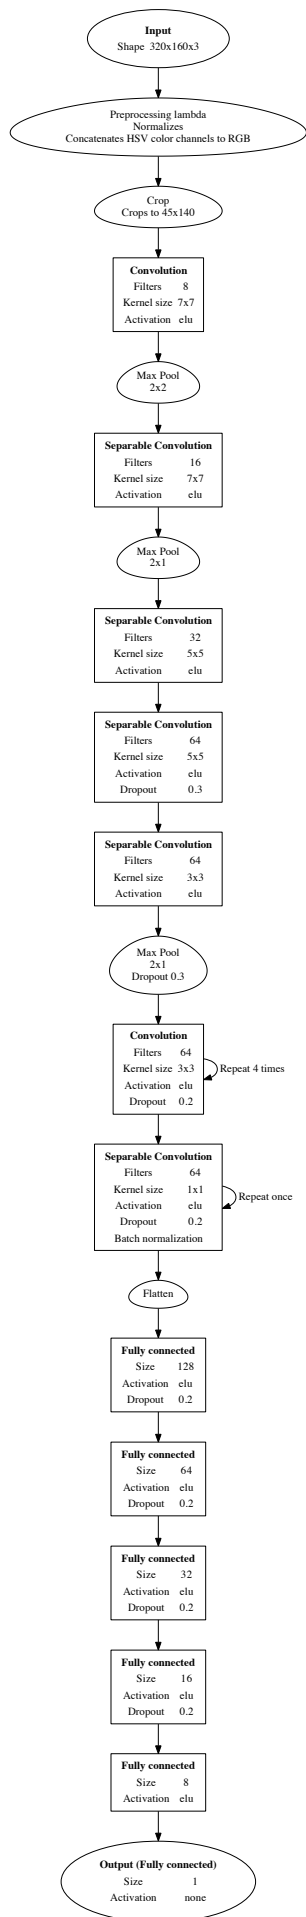 Input
Shape 320x160x3
Preprocessing lambda
Normalizes
Concatenates HSV color channels to RGB
Crop
Crops to 45x140
Convolution
Filters 8
Kernel size 7x7
Activation elu
Max Pool
2x2
Separable Convolution
Filters 16
Kernel size 7x7
Activation elu
Max Pool
2x1
Separable Convolution
Filters 32
Kernel size 5x5
Activation elu
Separable Convolution
Filters 64
Kernel size 5x5
Activation elu
Dropout 0.3
Separable Convolution
Filters 64
Kernel size 3x3
Activation elu
Max Pool
2x1
Dropout 0.3
Convolution
Filters 64
Kernel size 3x3
Activation elu
Dropout 0.2
Repeat 4 times
Separable Convolution
Filters 64
Kernel size 1x1
Activation elu
Dropout 0.2
Batch normalization
Repeat once
Flatten
Fully connected
Size 128
Activation elu
Dropout 0.2
Fully connected
Size 64
Activation elu
Dropout 0.2
Fully connected
Size 32
Activation elu
Dropout 0.2
Fully connected
Size 16
Activation elu
Dropout 0.2
Fully connected
Size 8
Activation elu
Output (Fully connected)
Size 1
Activation none